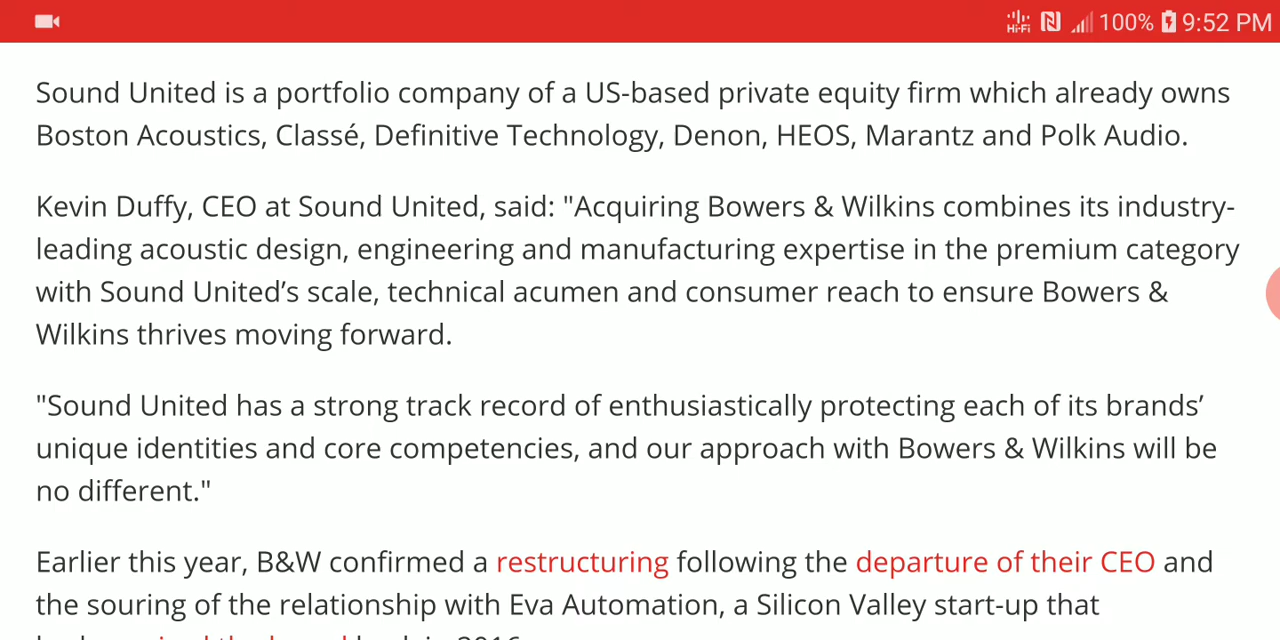 Hi-Fi 100% 9:52 PM
Sound United is a portfolio company of a US-based private equity firm which already owns
Boston Acoustics, Classé, Definitive Technology, Denon, HEOS, Marantz and Polk Audio.
Kevin Duffy, CEO at Sound United, said: "Acquiring Bowers & Wilkins combines its industry-
leading acoustic design, engineering and manufacturing expertise in the premium category
with Sound United’s scale, technical acumen and consumer reach to ensure Bowers &
Wilkins thrives moving forward.
"Sound United has a strong track record of enthusiastically protecting each of its brands’
unique identities and core competencies, and our approach with Bowers & Wilkins will be
no different."
Earlier this year, B&W confirmed a restructuring following the departure of their CEO and
the souring of the relationship with Eva Automation, a Silicon Valley start-up that